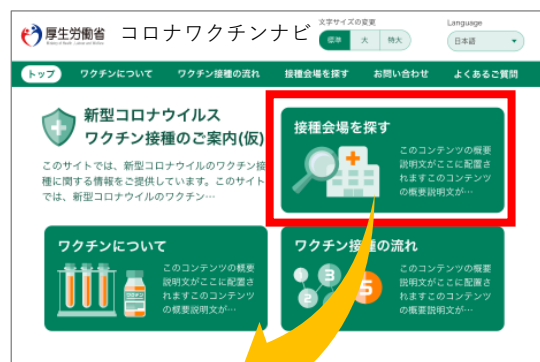 厚生労働省 コロナワクチンナビ
文字サイズの変更
標準 大 特大
Language
日本語
トップ ワクチンについて ワクチン接種の流れ 接種会場を探す お問い合わせ よくあるご質問
新型コロナウイルス
ワクチン接種のご案内(仮)
このサイトでは、新型コロナウイルのワクチン接
種に関する情報をご提供しています。このサイト
では、新型コロナウイルのワクチン…
接種会場を探す
このコンテンツの概要
説明文がここに配置さ
れますこのコンテンツ
の概要説明文が…
ワクチンについて
このコンテンツの概要
説明文がここに配置さ
れますこのコンテンツ
の概要説明文が…
ワクチン接種の流れ
このコンテンツの概要
説明文がここに配置さ
れますこのコンテンツ
の概要説明文が…
1
2
3
5